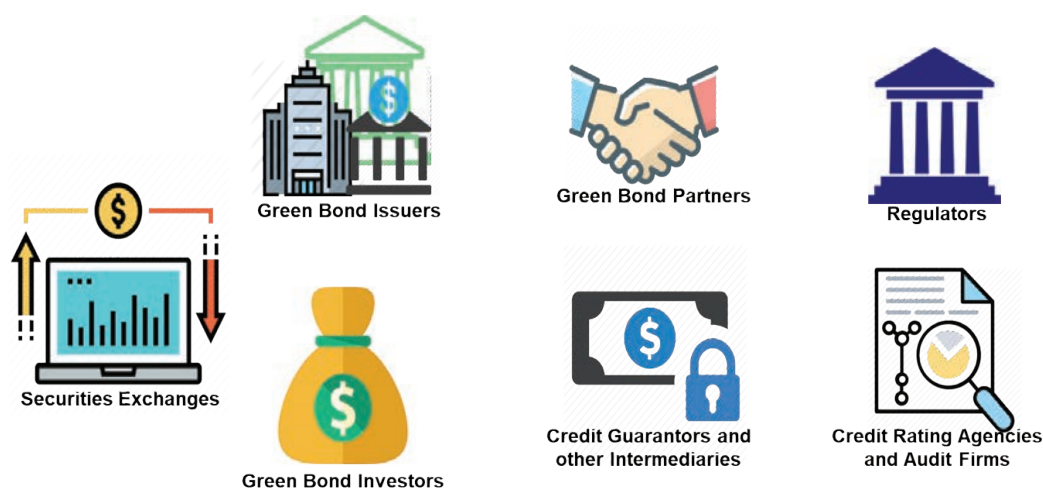 Green Bond Issuers
Green Bond Partners
Regulators
$
Securities Exchanges
$
$
$
Green Bond Investors
Credit Guarantors and
other Intermediaries
Credit Rating Agencies
and Audit Firms